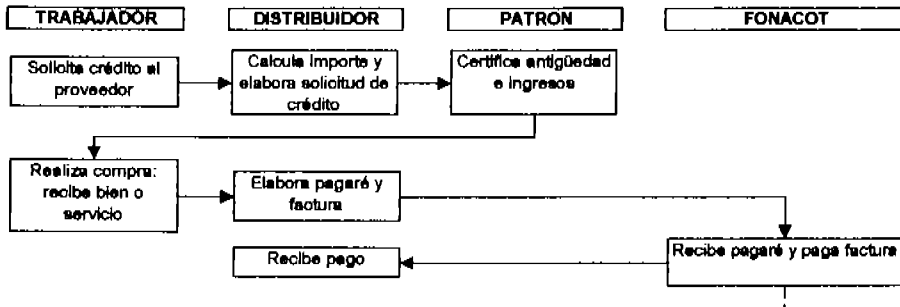 TRABAJADOR DISTRIBUIDOR PATRON FONACOT
Solicita crédito al
proveedor
Calcula importe y
elabora solicitud de
crédito
Certifica antigüedad
e ingresos
Realiza compra:
recibe bien o
servicio
Elabora pagaré y
factura
Recibe pago
Recibe pagaré y paga factura